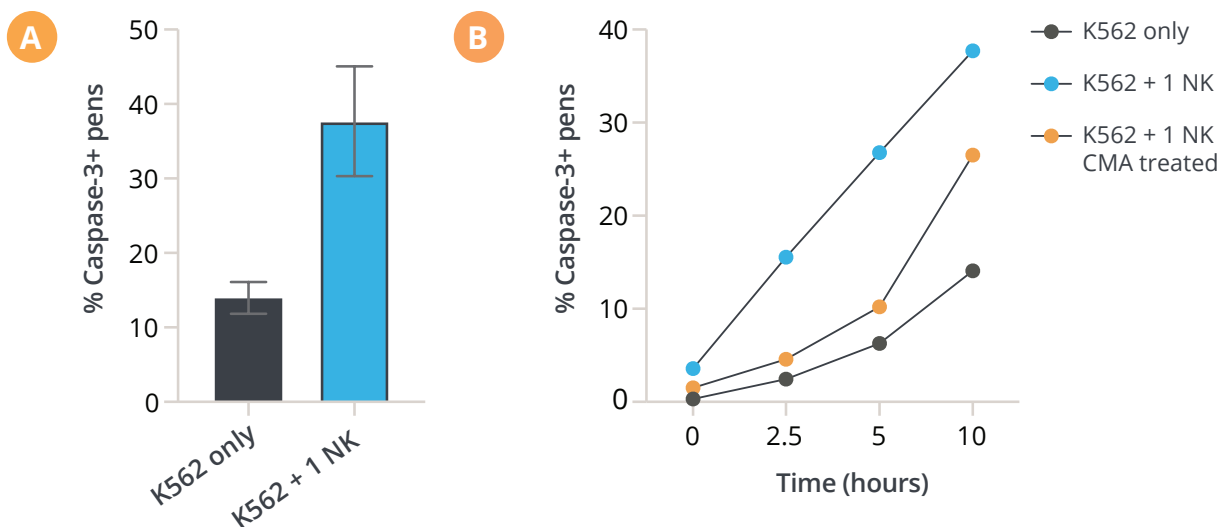 A
% Caspase-3+ pens
50
40
30
20
10
0
K562 only
K562 + 1 NK
B
% Caspase-3+ pens
40
30
20
10
0
0 2.5 5 10
Time (hours)
K562 only
K562 + 1 NK
K562 + 1 NK
CMA treated